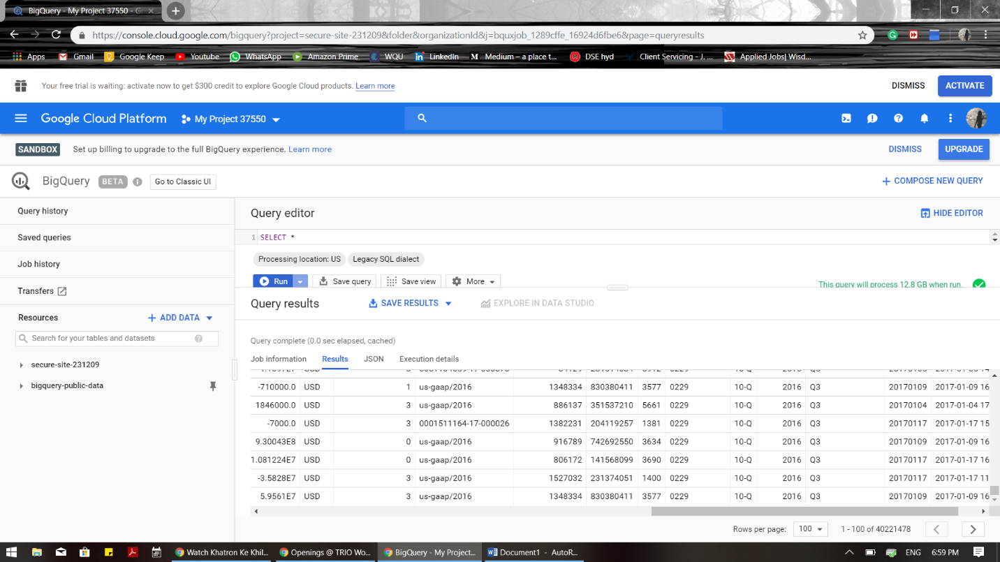 BigQuery - My Project 37550 - G
https://console.cloud.google.com/bigquery?project=secure-site-231209&folder&organizationId&j=bquxjob_1289cffe_16924d6fbe6&page=queryresults
Apps Gmail Google Keep Youtube WhatsApp Amazon Prime WQU LinkedIn Medium – a place t... DSE hyd Client Servicing - J. ... Applied Jobs| Wisd...
Your free trial is waiting: activate now to get $300 credit to explore Google Cloud products. Learn more DISMISS ACTIVATE
Google Cloud Platform My Project 37550
SANDBOX Set up billing to upgrade to the full BigQuery experience. Learn more DISMISS UPGRADE
BigQuery BETA Go to Classic UI COMPOSE NEW QUERY
Query history
Saved queries
Job history
Transfers
Resources ADD DATA
Search for your tables and datasets
secure-site-231209
bigquery-public-data
Query editor HIDE EDITOR
1 SELECT *
Processing location: US Legacy SQL dialect
Run Save query Save view More This query will process 12.8 GB when run.
Query results SAVE RESULTS EXPLORE IN DATA STUDIO
Query complete (0.0 sec elapsed, cached)
Job information Results JSON Execution details
-710000.0 USD 1 us-gaap/2016 1348334 830380411 3577 0229 10-Q 2016 Q3 20170109 2017-01-09 16
1846000.0 USD 3 us-gaap/2016 886137 351537210 5661 0229 10-Q 2016 Q3 20170104 2017-01-04 17
-7000.0 USD 3 0001511164-17-000026 1382231 204119257 1381 0229 10-Q 2016 Q3 20170117 2017-01-17 15
9.30043E8 USD 0 us-gaap/2016 916789 742692550 3634 0229 10-Q 2016 Q3 20170109 2017-01-09 16
1.081224E7 USD 0 us-gaap/2016 806172 141568099 3690 0229 10-Q 2016 Q3 20170117 2017-01-17 16
-3.5828E7 USD 3 us-gaap/2016 1527032 231374051 1400 0229 10-Q 2016 Q3 20170117 2017-01-17 11
5.9561E7 USD 3 us-gaap/2016 1348334 830380411 3577 0229 10-Q 2016 Q3 20170109 2017-01-09 16
Rows per page: 100 1 - 100 of 40221478
Watch Khatron Ke Khil... Openings @ TRIO Wo... BigQuery - My Project... Document1 - AutoR... ENG 6:59 PM